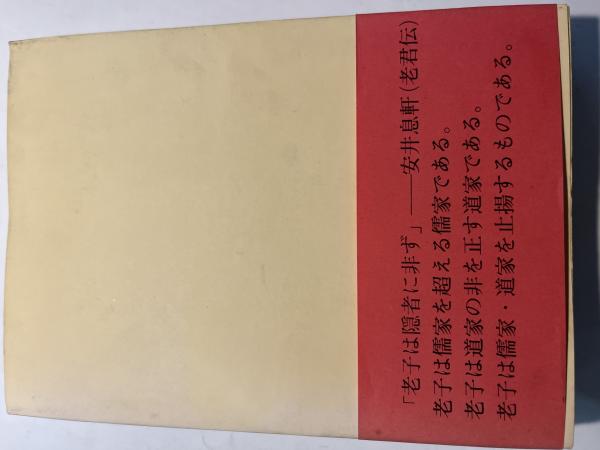 「老子は隠者に非ず」——安井息軒(老君伝)
老子は儒家を超える儒家である。
老子は道家の非を正す道家である。
老子は儒家・道家を止揚するものである。